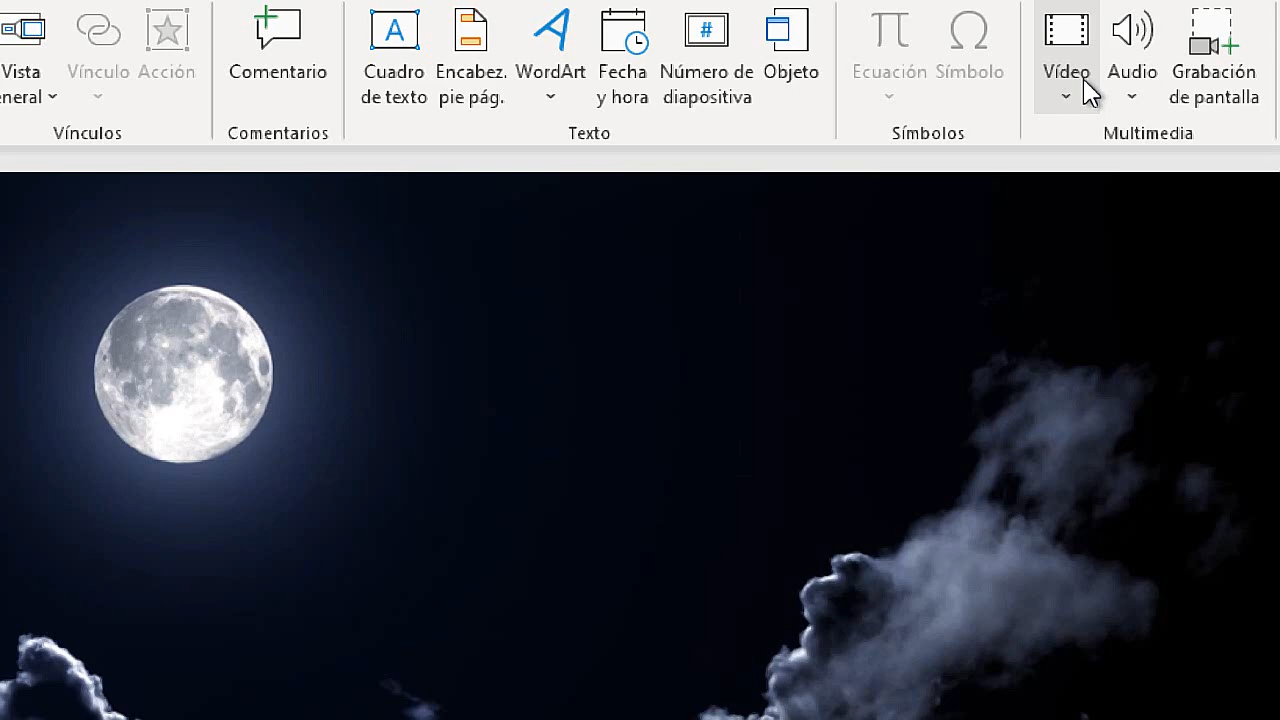 Vista
neral
Vínculo
Acción
Vínculos
Comentario
Comentarios
Cuadro
de texto
Encabez.
pie pág.
WordArt
Fecha
y hora
Número de
diapositiva
Objeto
Texto
Ecuación
Símbolo
Símbolos
Vídeo
Audio
Grabación
de pantalla
Multimedia